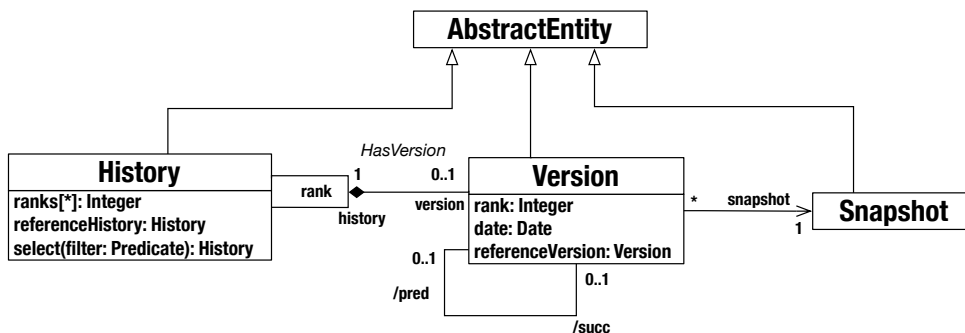 AbstractEntity
HasVersion
History
rank
1
0..1
history
version
Version
Snapshot
ranks[*]: Integer
referenceHistory: History
select(filter: Predicate): History
rank: Integer
date: Date
referenceVersion: Version
*
snapshot
1
0..1
0..1
/pred
/succ